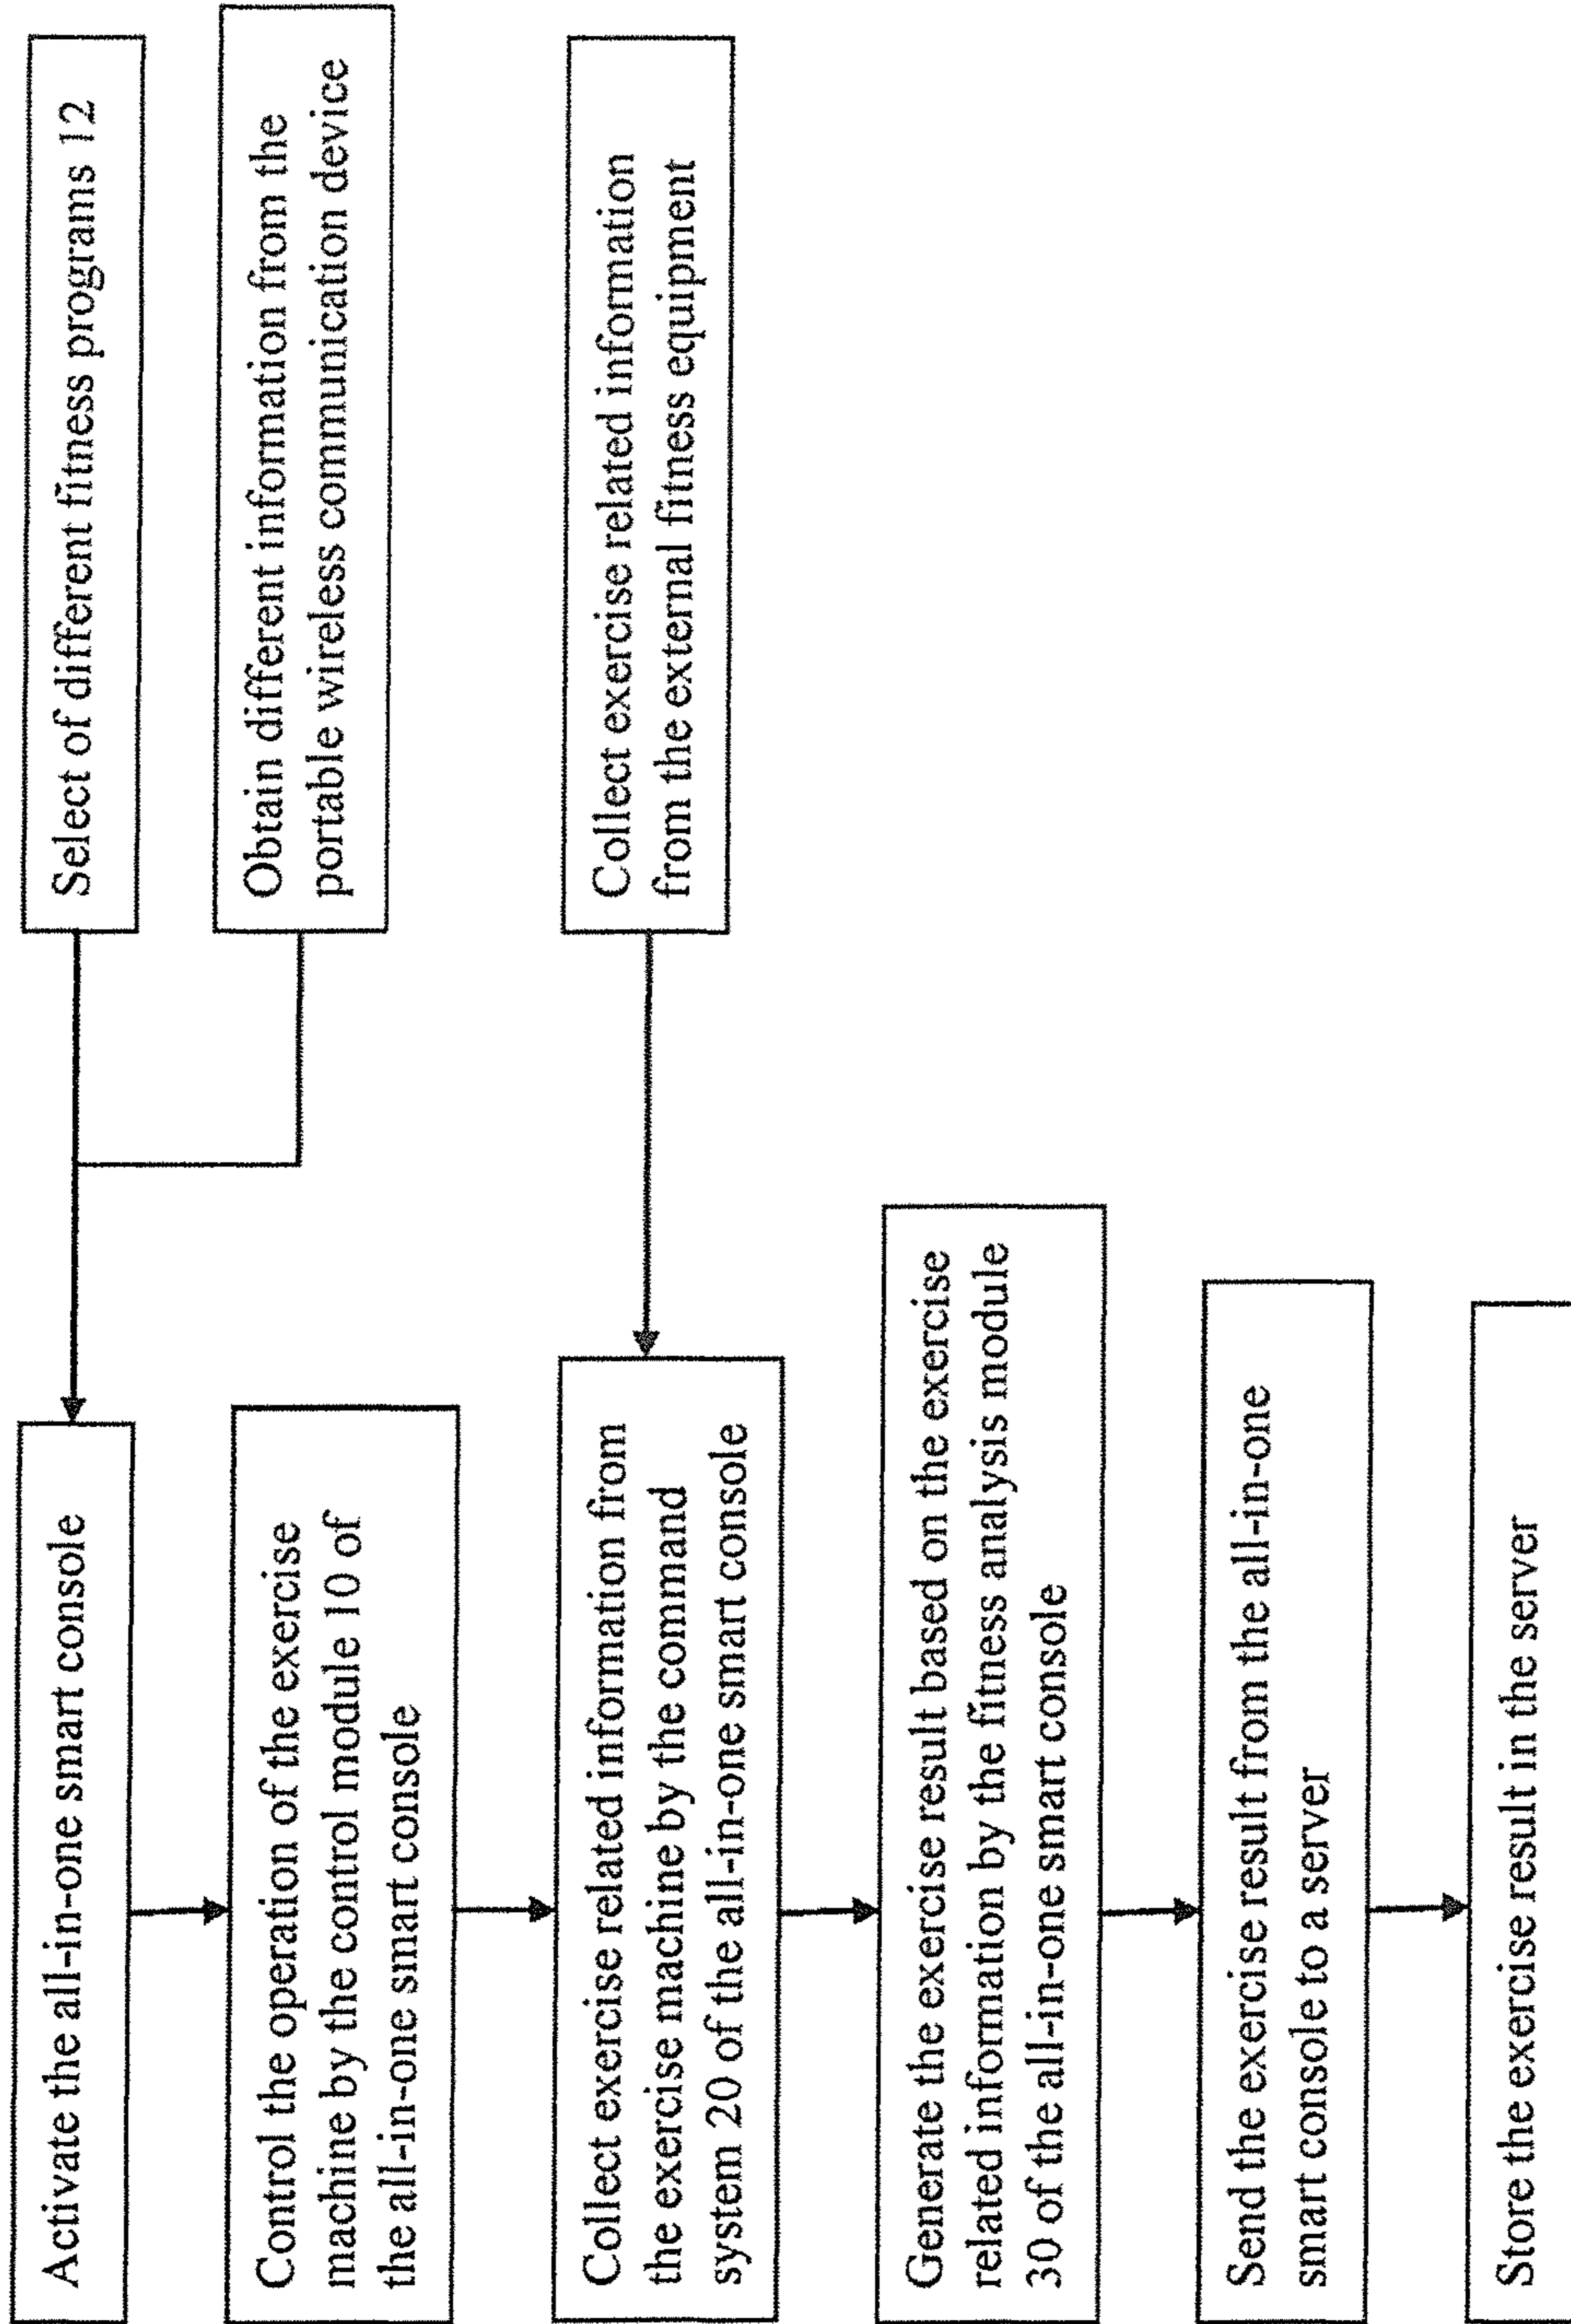 Activate the all-in-one smart console
Select of different fitness programs 12
Control the operation of the exercise
machine by the control module 10 of
the all-in-one smart console
Obtain different information from the
portable wireless communication device
Collect exercise related information from
the exercise machine by the command
system 20 of the all-in-one smart console
Collect exercise related information
from the external fitness equipment
Generate the exercise result based on the exercise
related information by the fitness analysis module
30 of the all-in-one smart console
Send the exercise result from the all-in-one
smart console to a server
Store the exercise result in the server